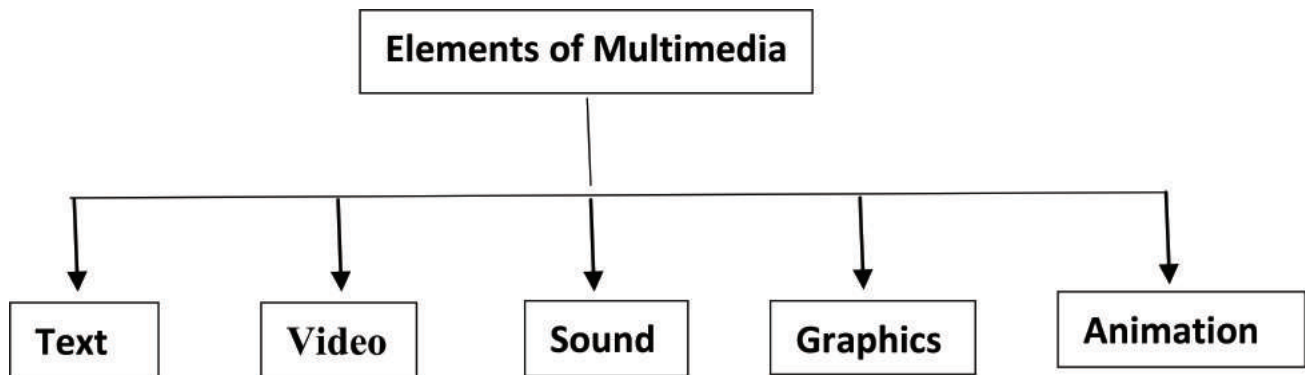 Elements of Multimedia
Text
Video
Sound
Graphics
Animation